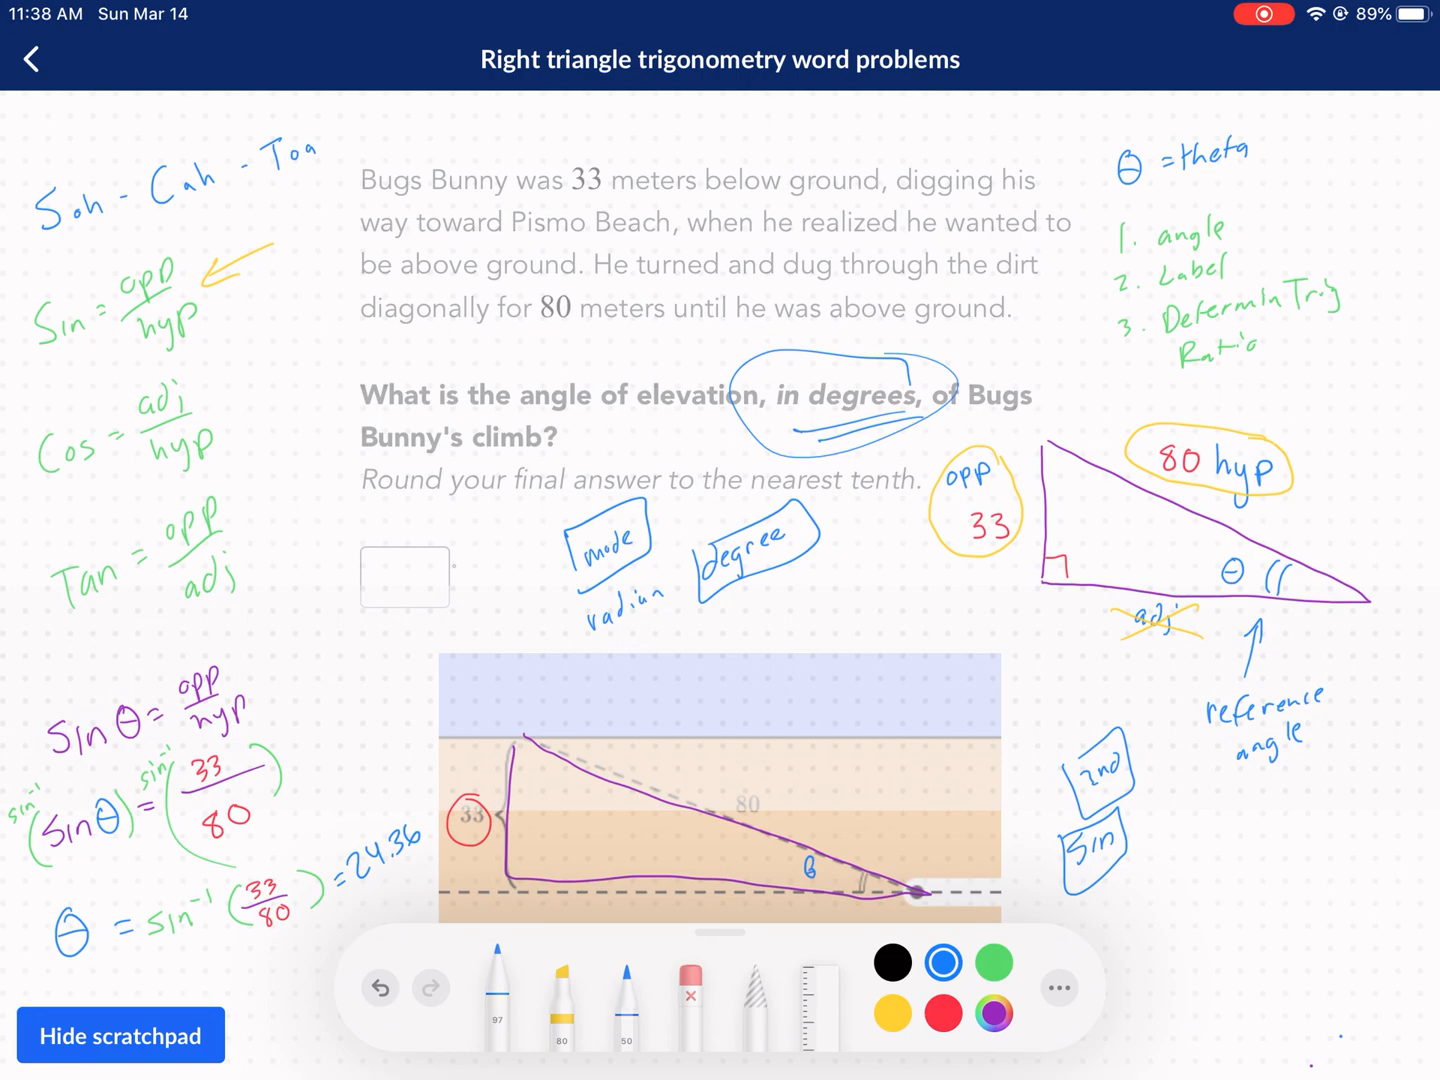 11:38 AM Sun Mar 14
89%
Right triangle trigonometry word problems
Soh - Cah - Toa
Sin = opp/hyp
Cos = adj/hyp
Tan = opp/adj
Bugs Bunny was 33 meters below ground, digging his
way toward Pismo Beach, when he realized he wanted to
be above ground. He turned and dug through the dirt
diagonally for 80 meters until he was above ground.
What is the angle of elevation, in degrees, of Bugs
Bunny's climb?
Round your final answer to the nearest tenth.
mode
radian
degree
θ = theta
1. angle
2. Label
3. Determin Trig
Ratio
opp
33
80 hyp
θ
adj
reference
angle
2nd
Sin
33
80
θ
Sin θ = opp/hyp
sin⁻¹(Sin θ) = sin⁻¹(33/80)
θ = sin⁻¹(33/80) = 24.36
97
80
50
Hide scratchpad